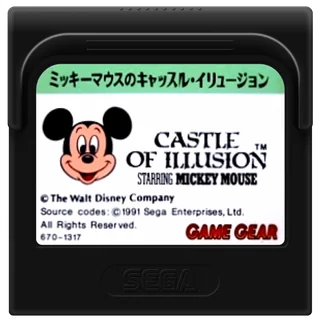 ミッキーマウスのキャッスル・イリュージョン
CASTLE
OF ILLUSION™
STARRING MICKEY MOUSE
© The Walt Disney Company
Source codes: ©1991 Sega Enterprises, Ltd.
All Rights Reserved.
670-1317
GAME GEAR
SEGA